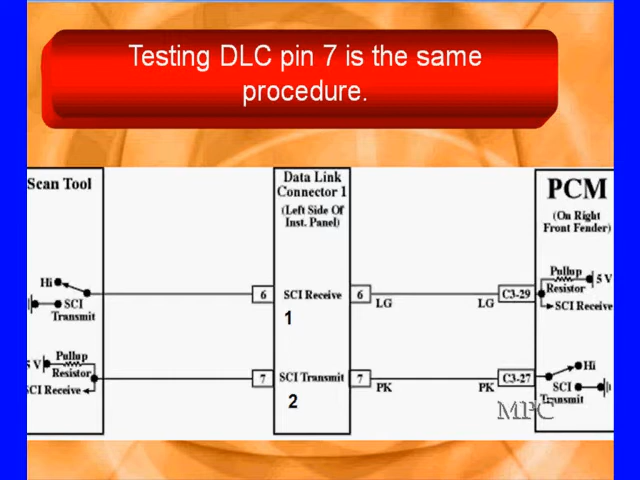 Testing DLC pin 7 is the same
procedure.
Scan Tool
Data Link
Connector 1
(Left Side Of
Inst. Panel)
PCM
(On Right
Front Fender)
Hi
SCI
Transmit
6
SCI Receive
6
LG
LG
C3-29
Pullup
Resistor
5 V
SCI Receive
1
5 V
Pullup
Resistor
SCI Receive
7
SCI Transmit
7
PK
PK
C3-27
Hi
SCI
Transmit
2
MPC